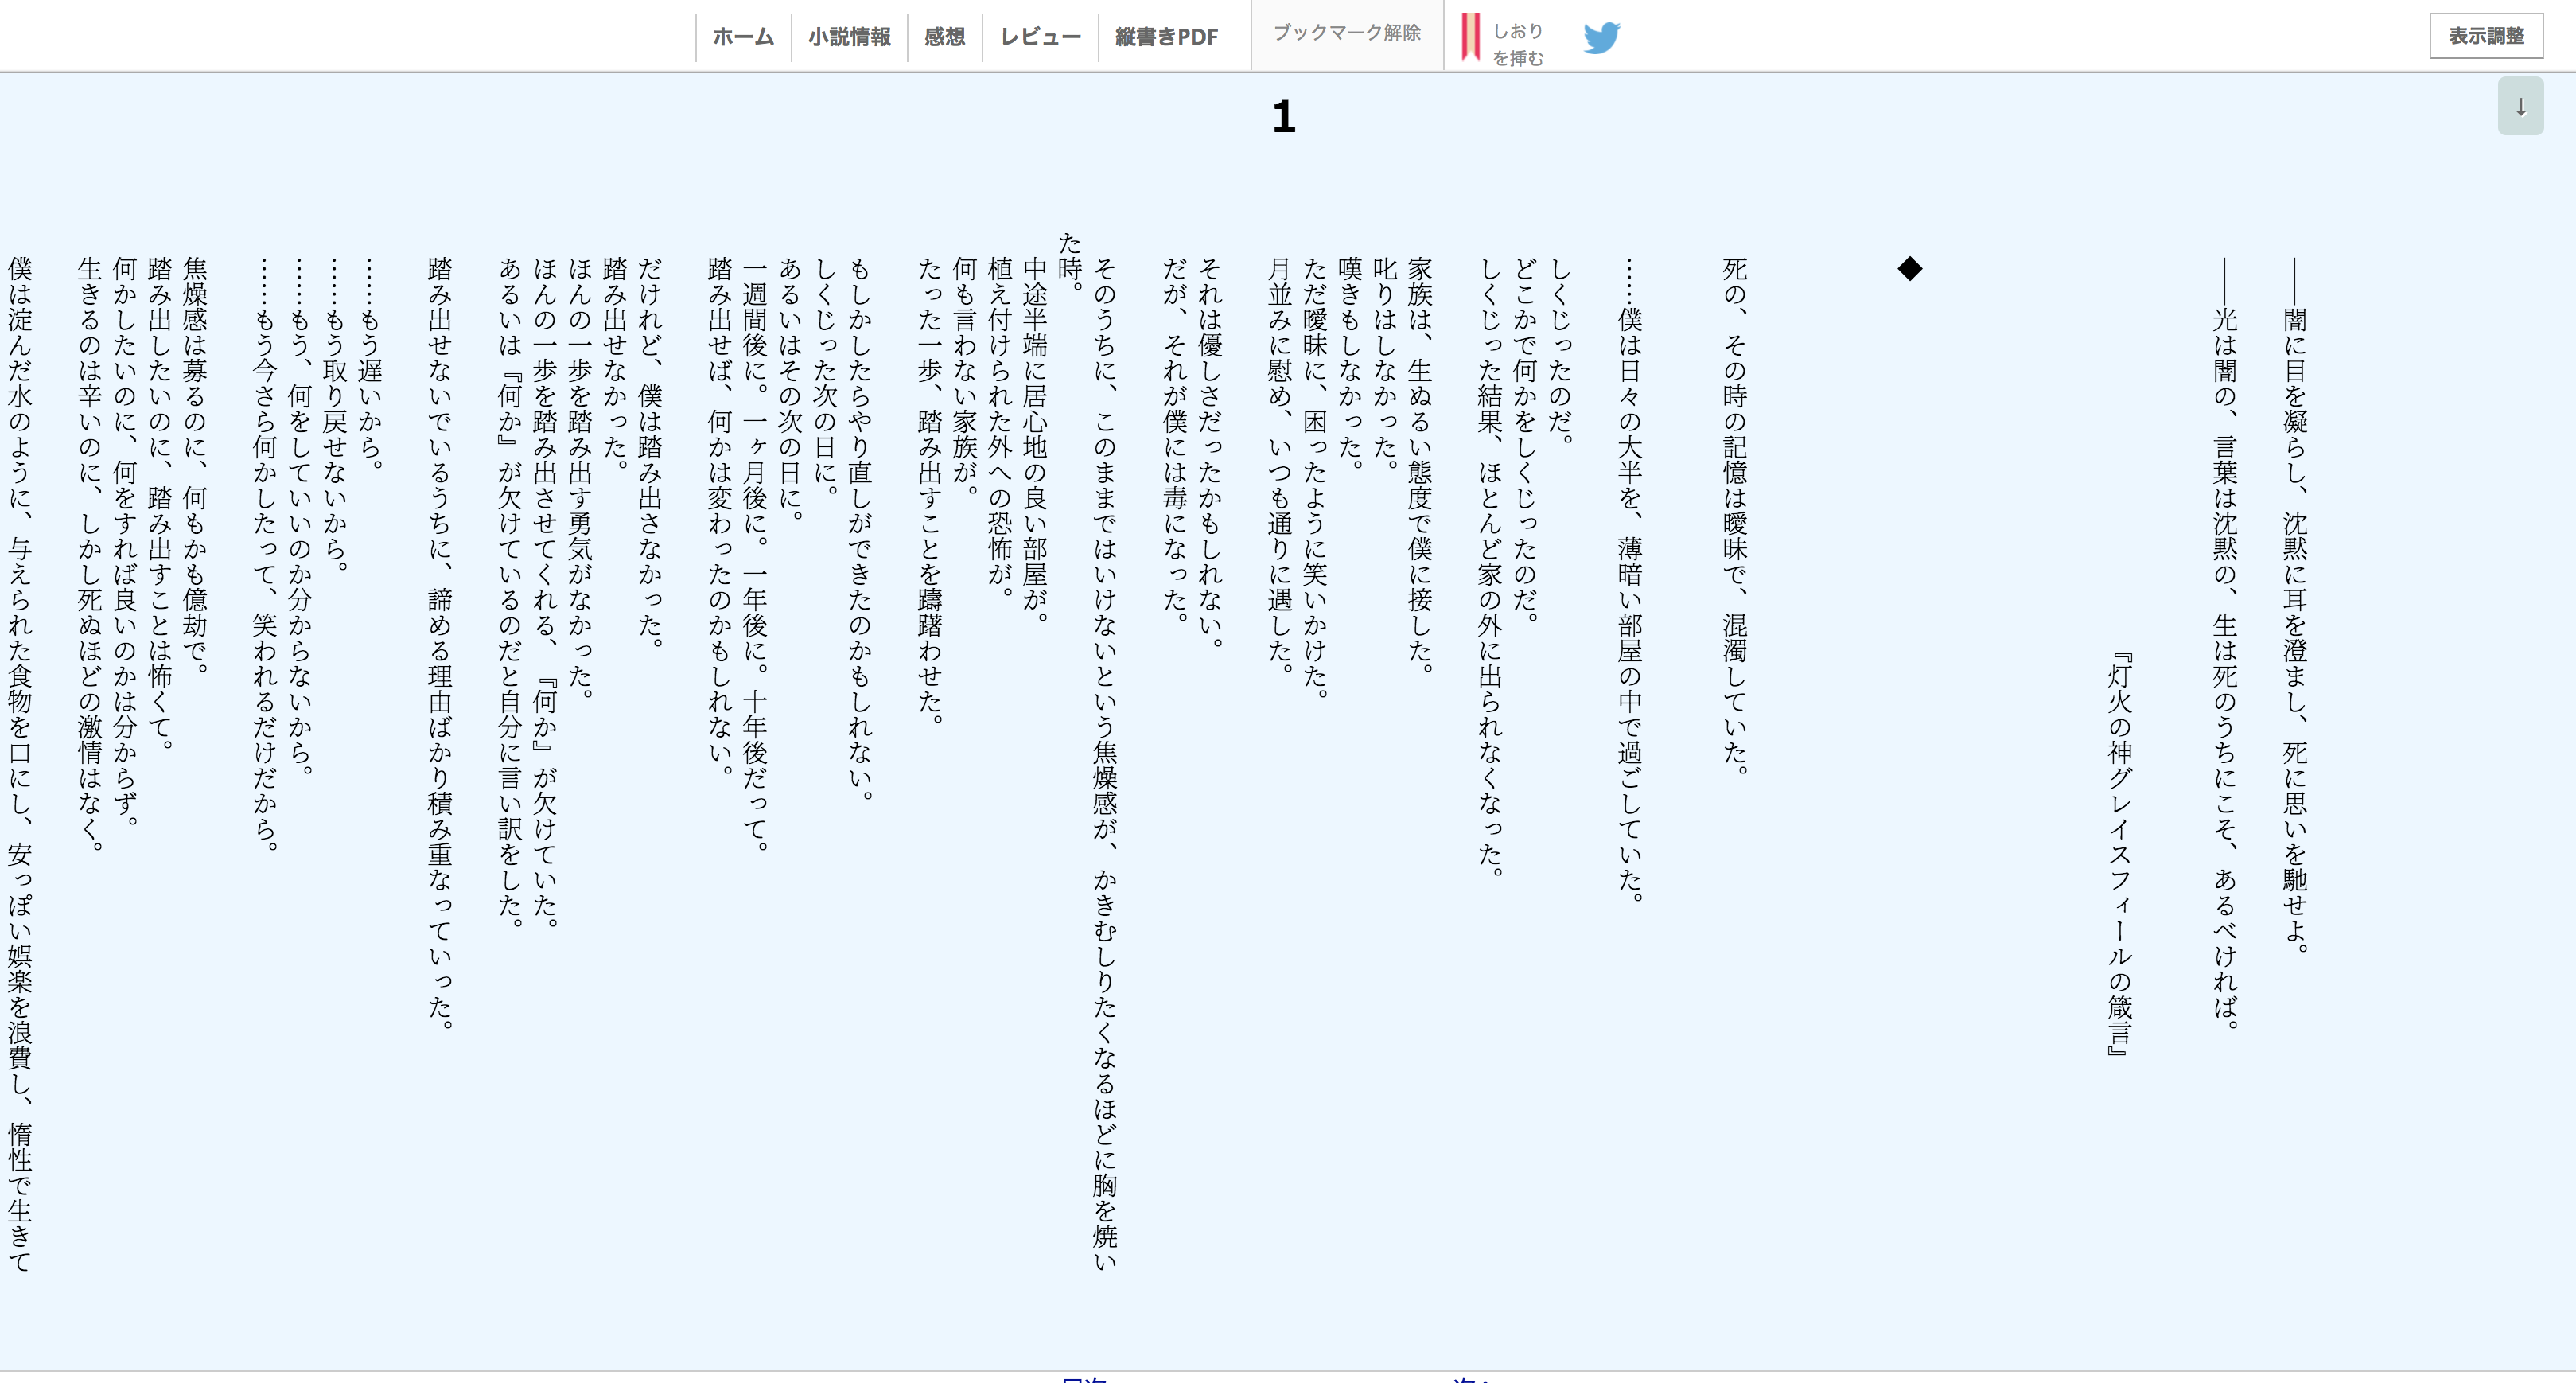 ホーム
小説情報
感想
レビュー
縦書きPDF
ブックマーク解除
しおり
を挿む
表示調整
↓
1
――闇に目を凝らし、沈黙に耳を澄まし、死に思いを馳せよ。
――光は闇の、言葉は沈黙の、生は死のうちにこそ、あるべければ。
『灯火の神グレイスフィールの箴言』
◆
死の、その時の記憶は曖昧で、混濁していた。
……僕は日々の大半を、薄暗い部屋の中で過ごしていた。
しくじったのだ。
どこかで何かをしくじったのだ。
しくじった結果、ほとんど家の外に出られなくなった。
家族は、生ぬるい態度で僕に接した。
叱りはしなかった。
嘆きもしなかった。
ただ曖昧に、困ったように笑いかけた。
月並みに慰め、いつも通りに遇した。
それは優しさだったかもしれない。
だが、それが僕には毒になった。
そのうちに、このままではいけないという焦燥感が、かきむしりたくなるほどに胸を焼い
た時。
中途半端に居心地の良い部屋が。
植え付けられた外への恐怖が。
何も言わない家族が。
たった一歩、踏み出すことを躊躇わせた。
もしかしたらやり直しができたのかもしれない。
しくじった次の日に。
あるいはその次の日に。
一週間後に。一ヶ月後に。一年後に。十年後だって。
踏み出せば、何かは変わったのかもしれない。
だけれど、僕は踏み出さなかった。
踏み出せなかった。
ほんの一歩を踏み出す勇気がなかった。
ほんの一歩を踏み出させてくれる、『何か』が欠けていた。
あるいは『何か』が欠けているのだと自分に言い訳をした。
踏み出せないでいるうちに、諦める理由ばかり積み重なっていった。
……もう遅いから。
……もう取り戻せないから。
……もう、何をしていいのか分からないから。
……もう今さら何かしたって、笑われるだけだから。
焦燥感は募るのに、何もかも億劫で。
踏み出したいのに、踏み出すことは怖くて。
何かしたいのに、何をすれば良いのかは分からず。
生きるのは辛いのに、しかし死ぬほどの激情はなく。
僕は淀んだ水のように、与えられた食物を口にし、安っぽい娯楽を浪費し、惰性で生きて